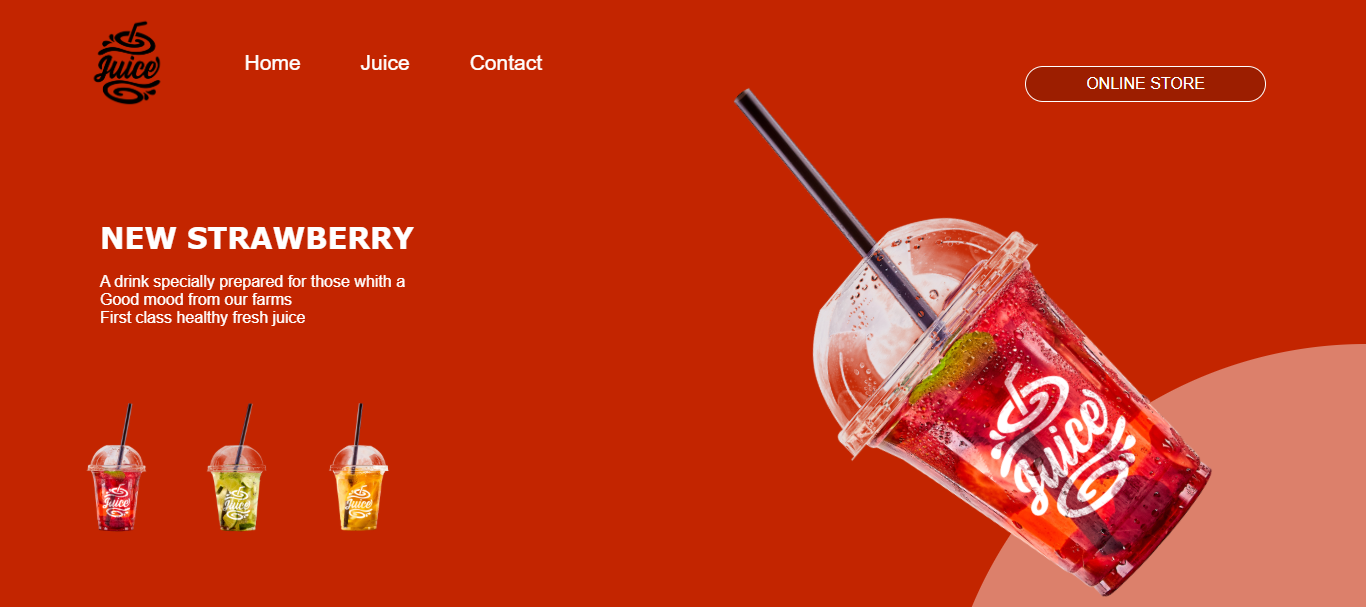 Juice
Home
Juice
Contact
ONLINE STORE
NEW STRAWBERRY
A drink specially prepared for those whith a
Good mood from our farms
First class healthy fresh juice
Juice
Juice
Juice
Juice